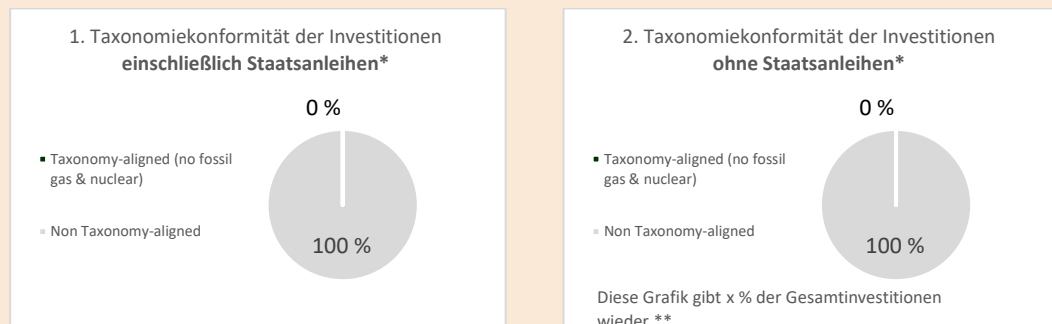 1. Taxonomiekonformität der Investitionen
einschließlich Staatsanleihen*
0 %
Taxonomy-aligned (no fossil
gas & nuclear)
Non Taxonomy-aligned
100 %
2. Taxonomiekonformität der Investitionen
ohne Staatsanleihen*
0 %
Taxonomy-aligned (no fossil
gas & nuclear)
Non Taxonomy-aligned
100 %
Diese Grafik gibt x % der Gesamtinvestitionen
wieder.**